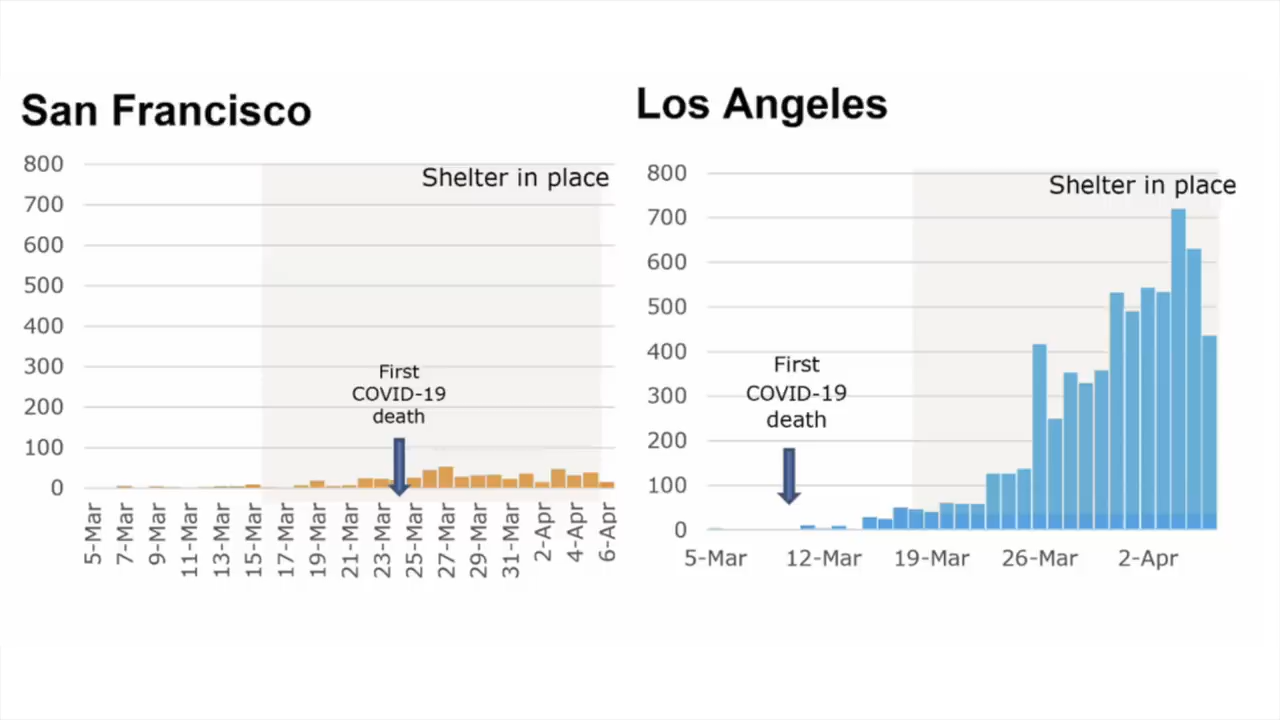 San Francisco
800
700
600
500
400
300
200
100
0
Shelter in place
First
COVID-19
death
5-Mar
7-Mar
9-Mar
11-Mar
13-Mar
15-Mar
17-Mar
19-Mar
21-Mar
23-Mar
25-Mar
27-Mar
29-Mar
31-Mar
2-Apr
4-Apr
6-Apr
Los Angeles
800
700
600
500
400
300
200
100
0
Shelter in place
First
COVID-19
death
5-Mar
12-Mar
19-Mar
26-Mar
2-Apr